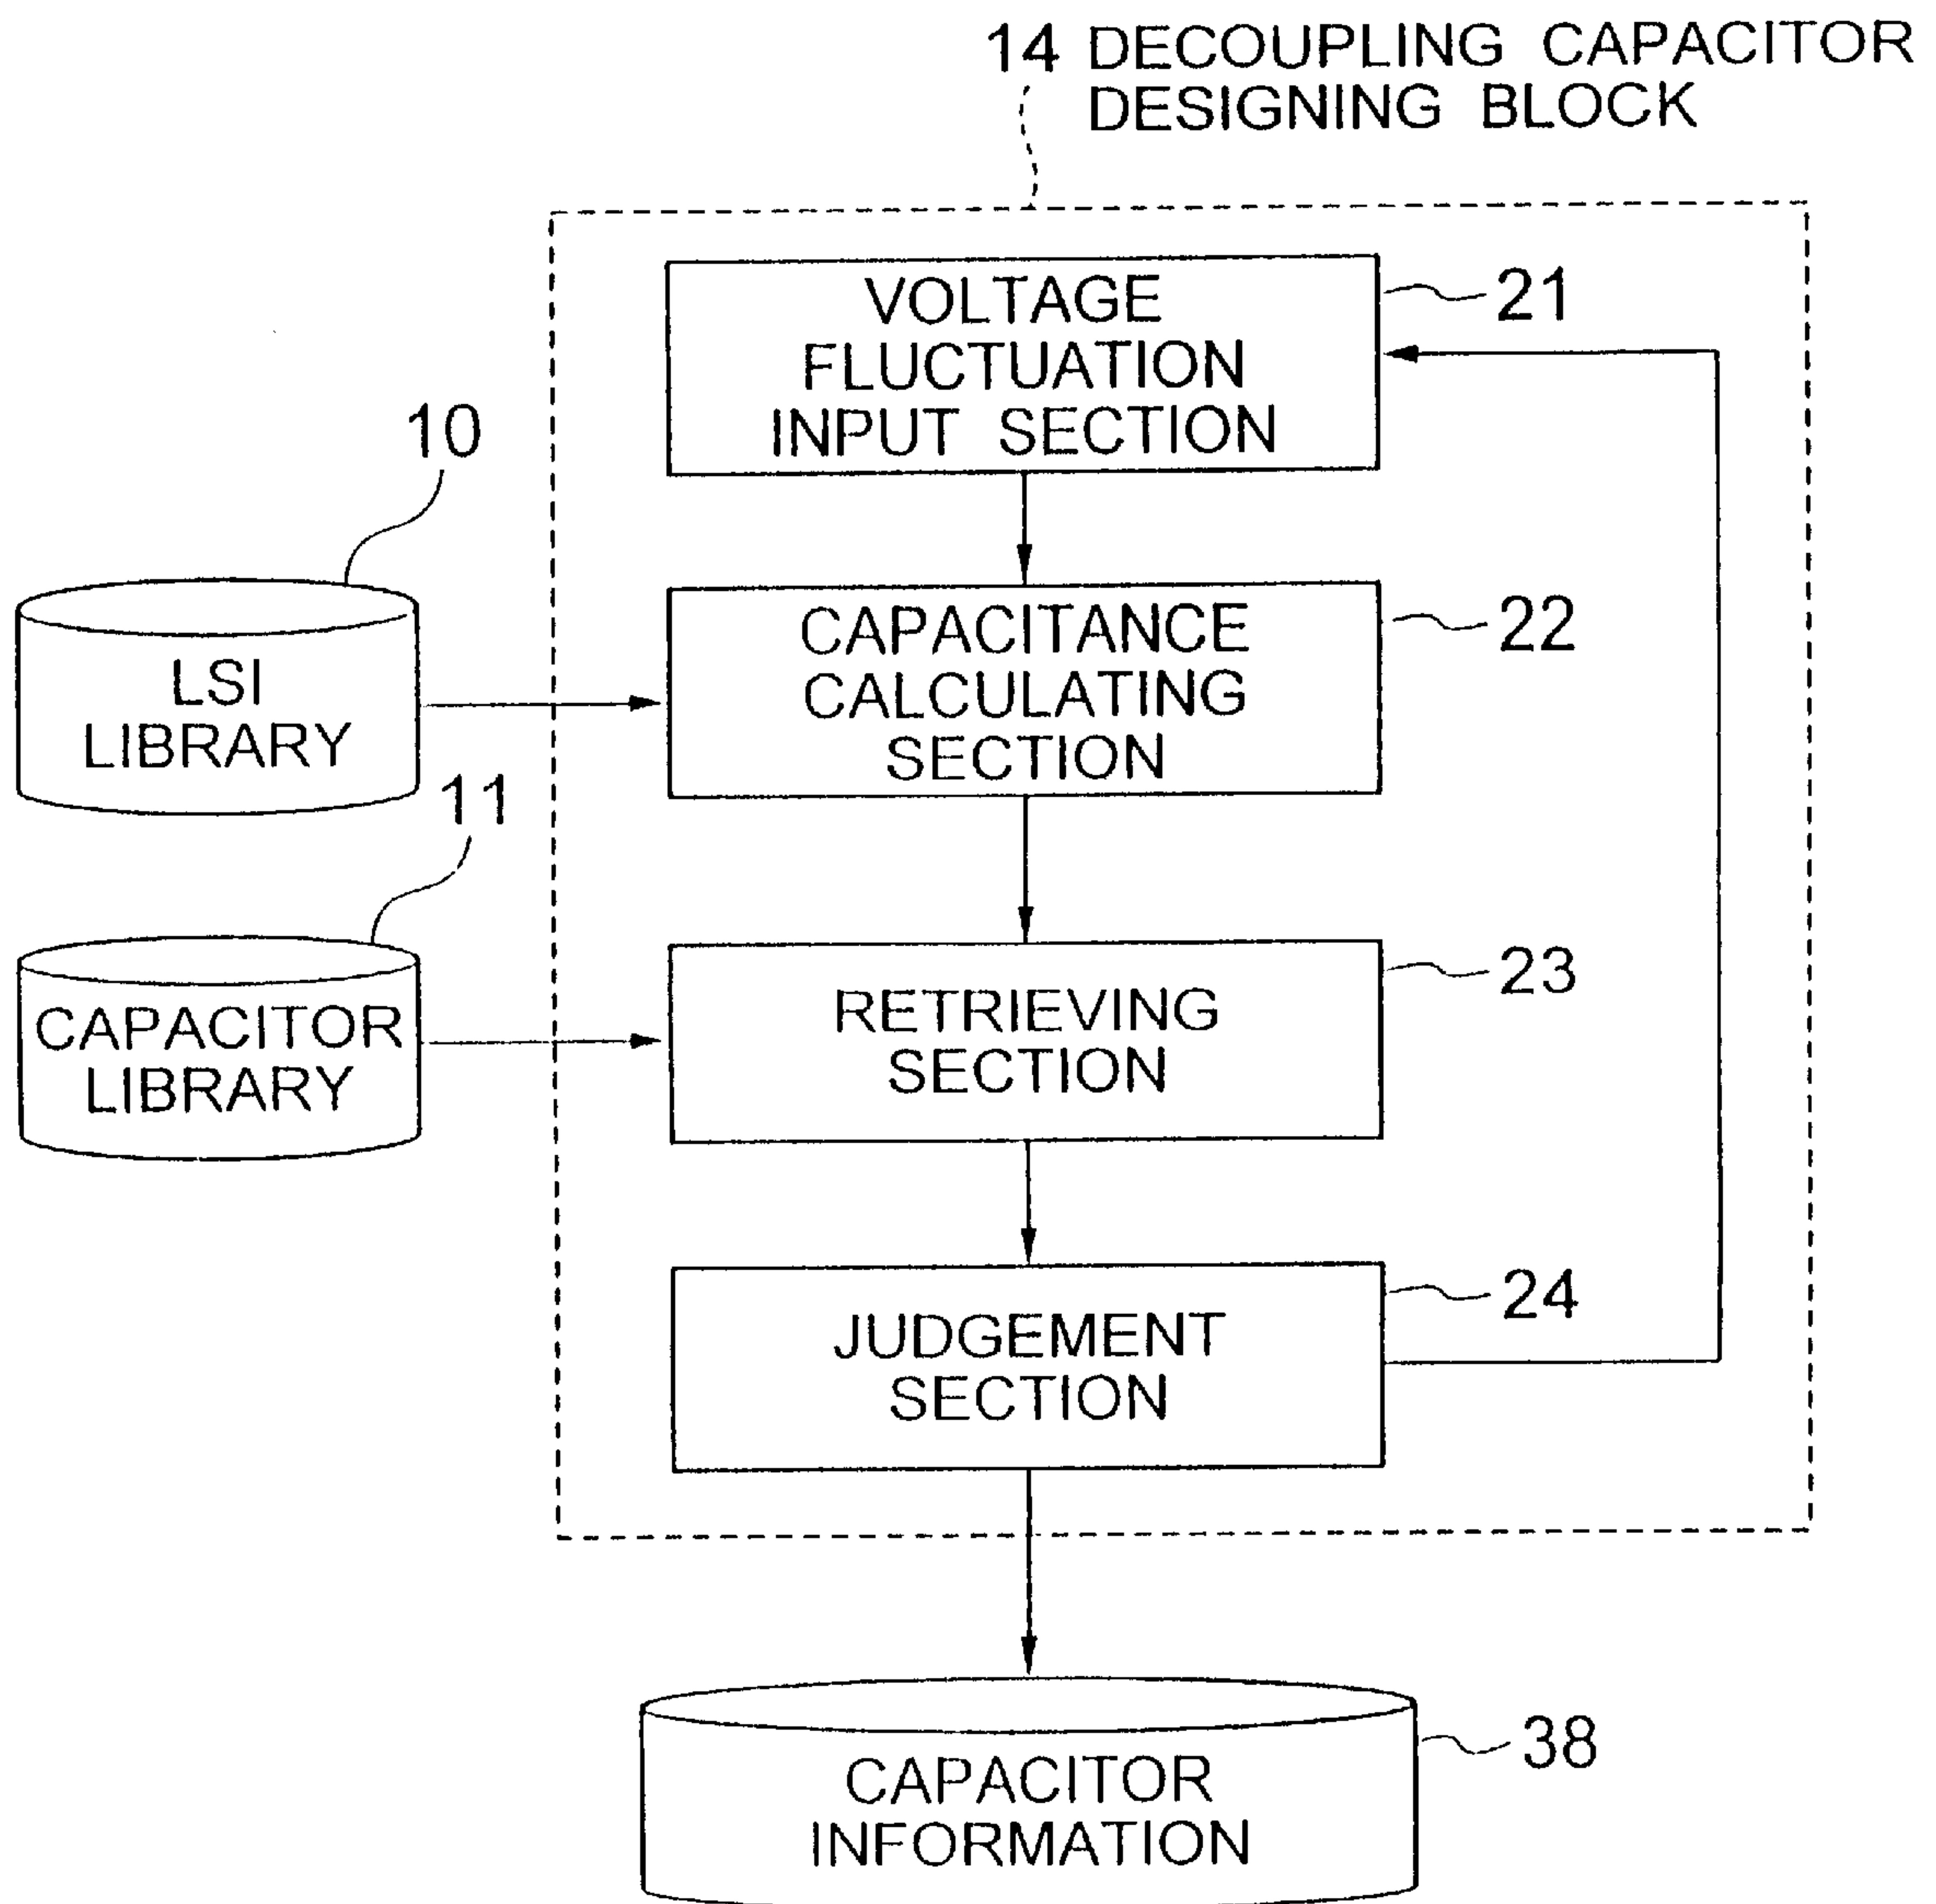 14 DECOUPLING CAPACITOR
DESIGNING BLOCK
VOLTAGE
FLUCTUATION
INPUT SECTION
21
10
LSI
LIBRARY
CAPACITANCE
CALCULATING
SECTION
22
11
CAPACITOR
LIBRARY
RETRIEVING
SECTION
23
JUDGEMENT
SECTION
24
CAPACITOR
INFORMATION
38